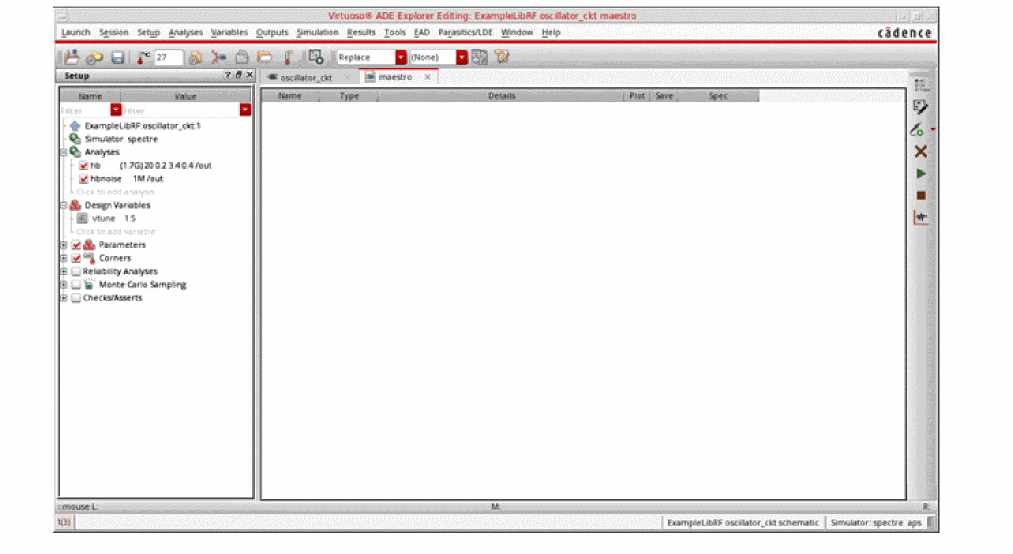 Virtuoso® ADE Explorer Editing: ExampleLibRF oscillator_ckt maestro
Launch Session Setup Analyses Variables Outputs Simulation Results Tools EAD Parasitics/LDE Window Help cādence
27 Replace (None)
Setup ? oscillator_ckt maestro
Name Value Name Type Details Plot Save Spec
Filter Filter
ExampleLibRF:oscillator_ckt:1
Simulator spectre
Analyses
hb (1.7G) 20 0.2 3.4 0.4 /out
hbnoise 1M /out
Click to add analysis
Design Variables
vtune 1.5
Click to add variable
Parameters
Corners
Reliability Analyses
Monte Carlo Sampling
Checks/Asserts
mouse L: M: R:
1(3) ExampleLibRF oscillator_ckt schematic Simulator: spectre aps